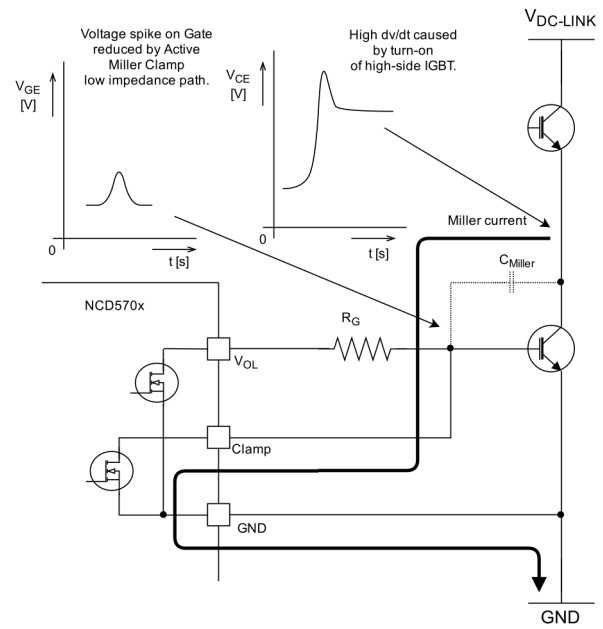 Voltage spike on Gate
reduced by Active
Miller Clamp
low impedance path.
High dv/dt caused
by turn-on
of high-side IGBT.
VDC-LINK
VGE
[V]
VCE
[V]
0
t [s]
0
t [s]
Miller current
CMiller
NCD570x
RG
VOL
Clamp
GND
GND